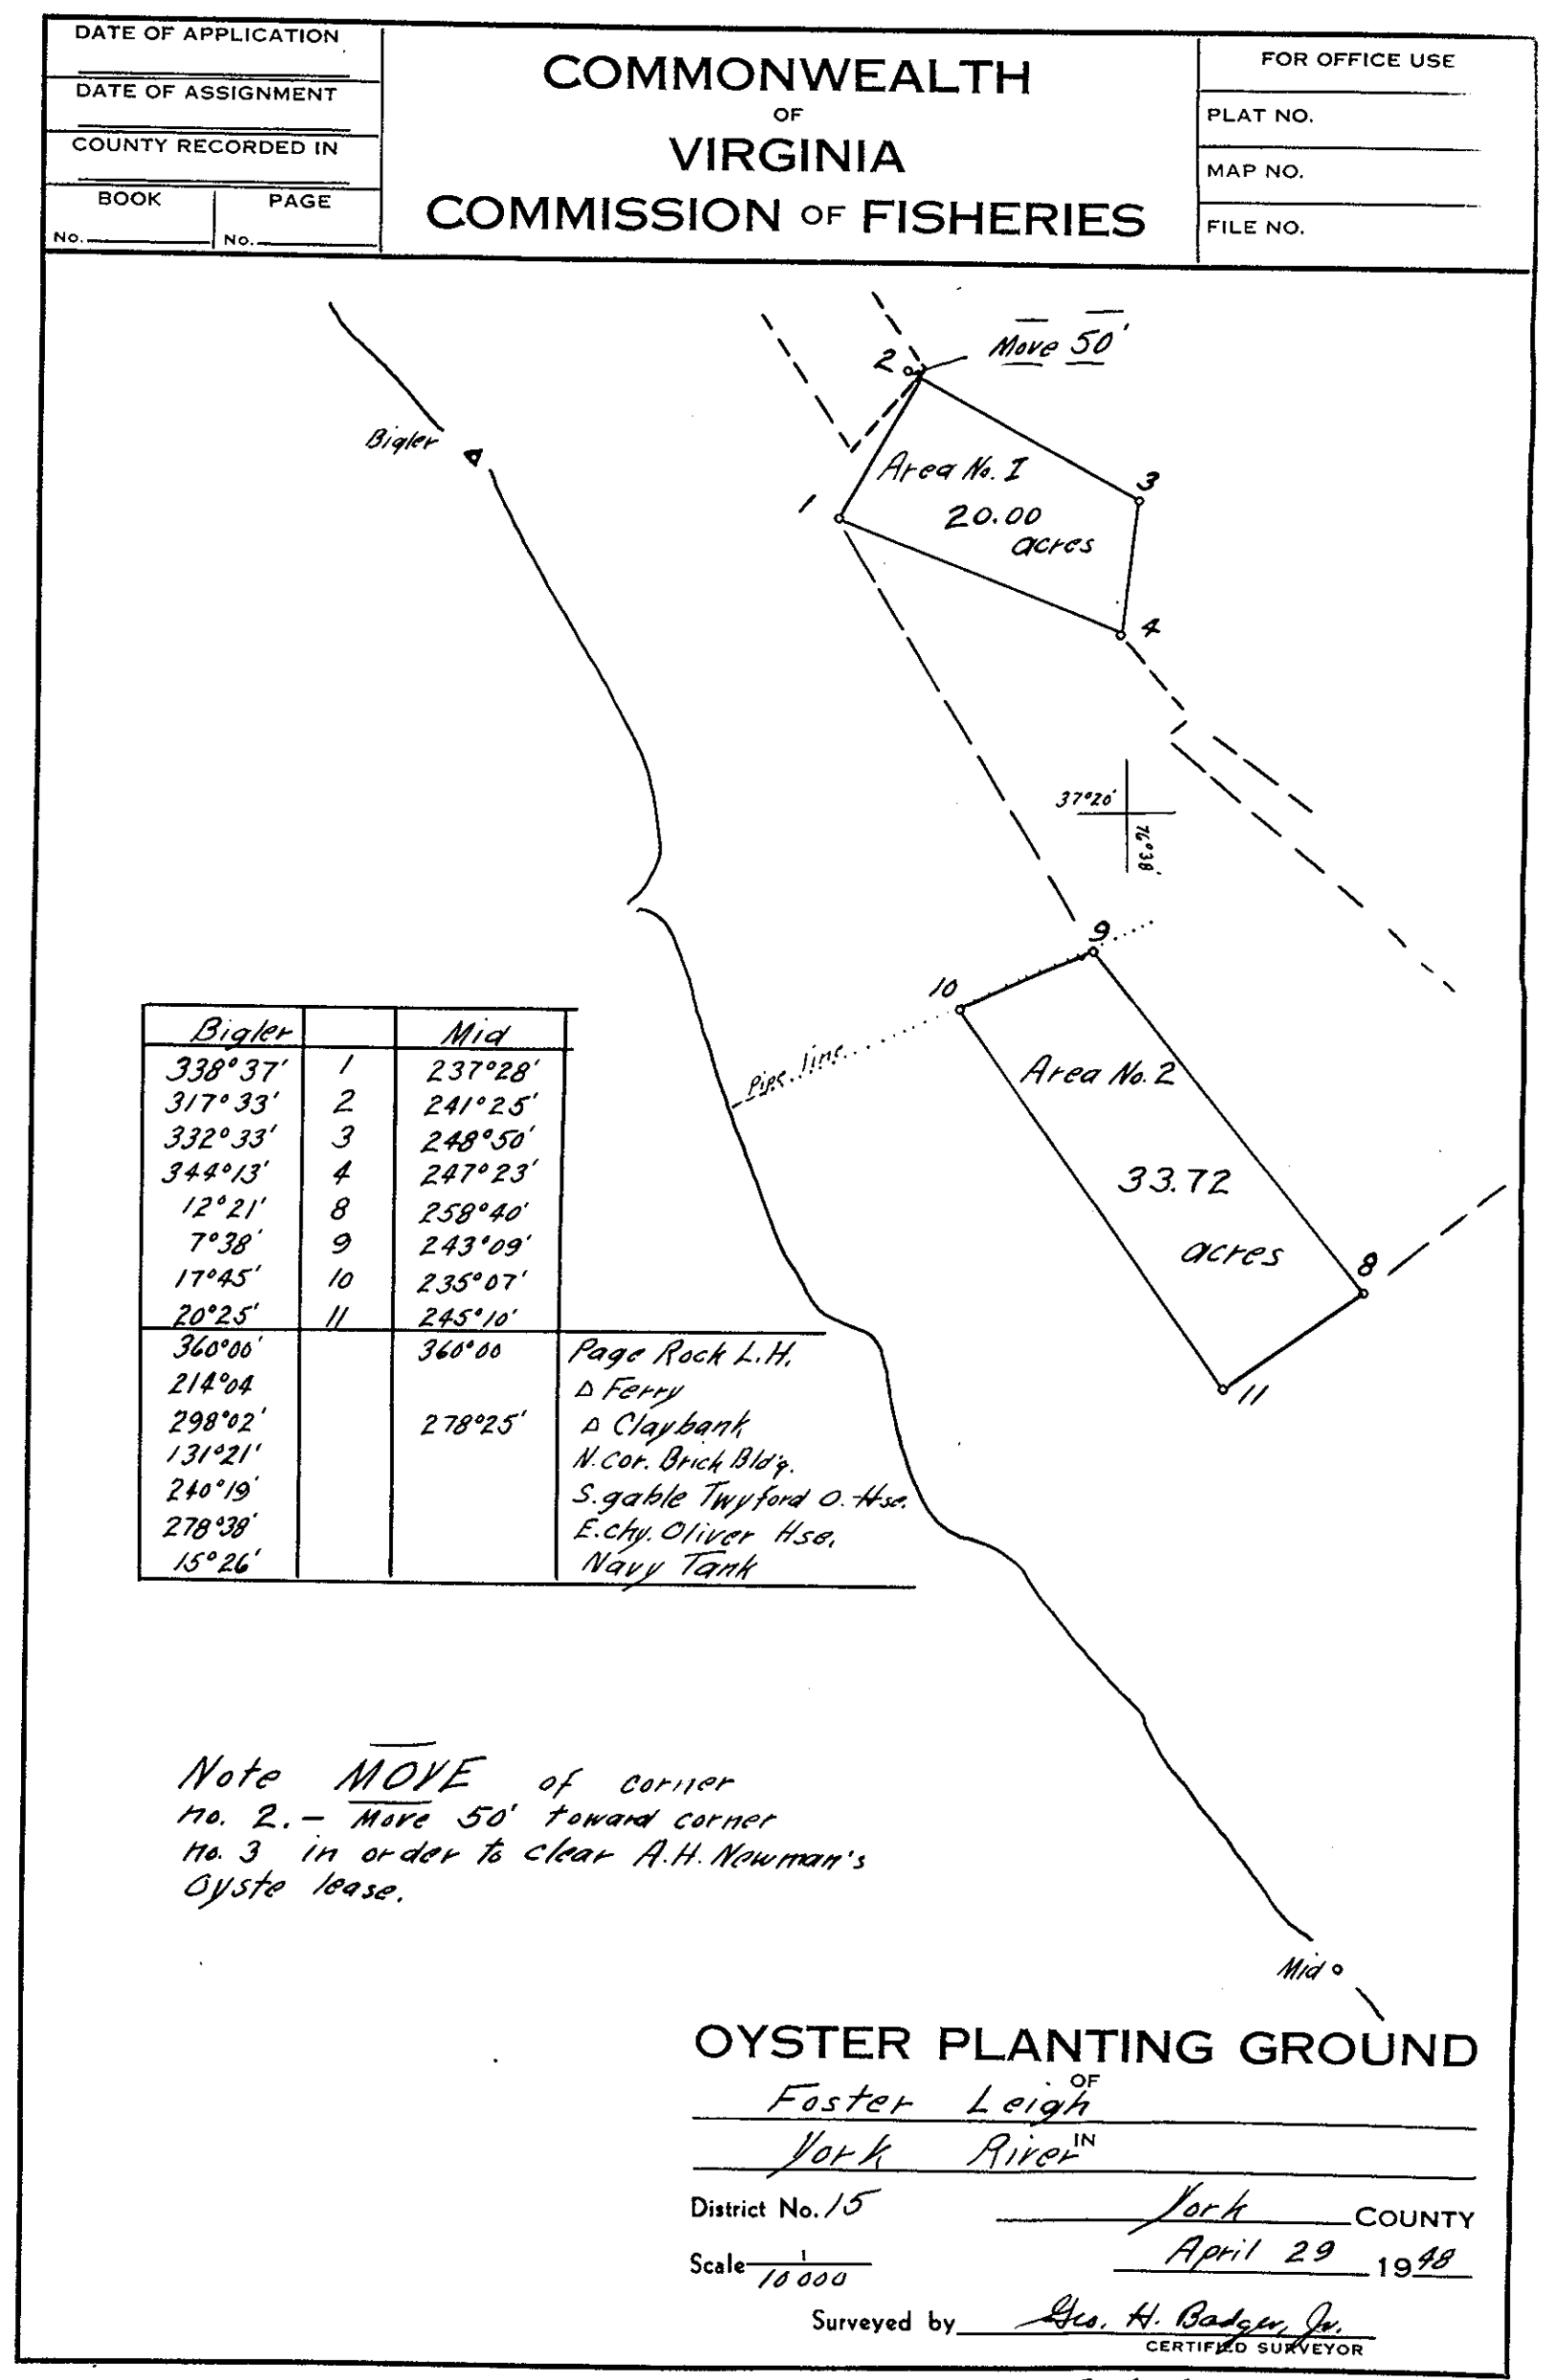 DATE OF APPLICATION
DATE OF ASSIGNMENT
COUNTY RECORDED IN
BOOK PAGE
No. No.
COMMONWEALTH
OF
VIRGINIA
COMMISSION OF FISHERIES
FOR OFFICE USE
PLAT NO.
MAP NO.
FILE NO.
Move 50'
2
Bigler
Area No. I
3
1
20.00
acres
4
37°20'
76°38'
9
10
Pipe line
Area No. 2
33.72
acres
8
11
Bigler Mid
338°37' 1 237°28'
317°33' 2 241°25'
332°33' 3 248°50'
344°13' 4 247°23'
12°21' 8 258°40'
7°38' 9 243°09'
17°45' 10 235°07'
20°25' 11 245°10'
360°00' 360°00 Page Rock L.H.
214°04 Δ Ferry
298°02' 278°25' Δ Claybank
131°21' N. Cor. Brick Bld'g.
240°19' S. gable Twyford O. Hse.
278°38' E. chy. Oliver Hse.
15°26' Navy Tank
Note MOVE of corner
no. 2. – Move 50' toward corner
no. 3 in order to clear A.H. Newman's
Oyste lease.
Mid
OYSTER PLANTING GROUND
OF
Foster Leigh
IN
York River
District No. 15 York COUNTY
Scale 1/10 000 April 29 1948
Surveyed by Geo. H. Badger, Jr.
CERTIFIED SURVEYOR